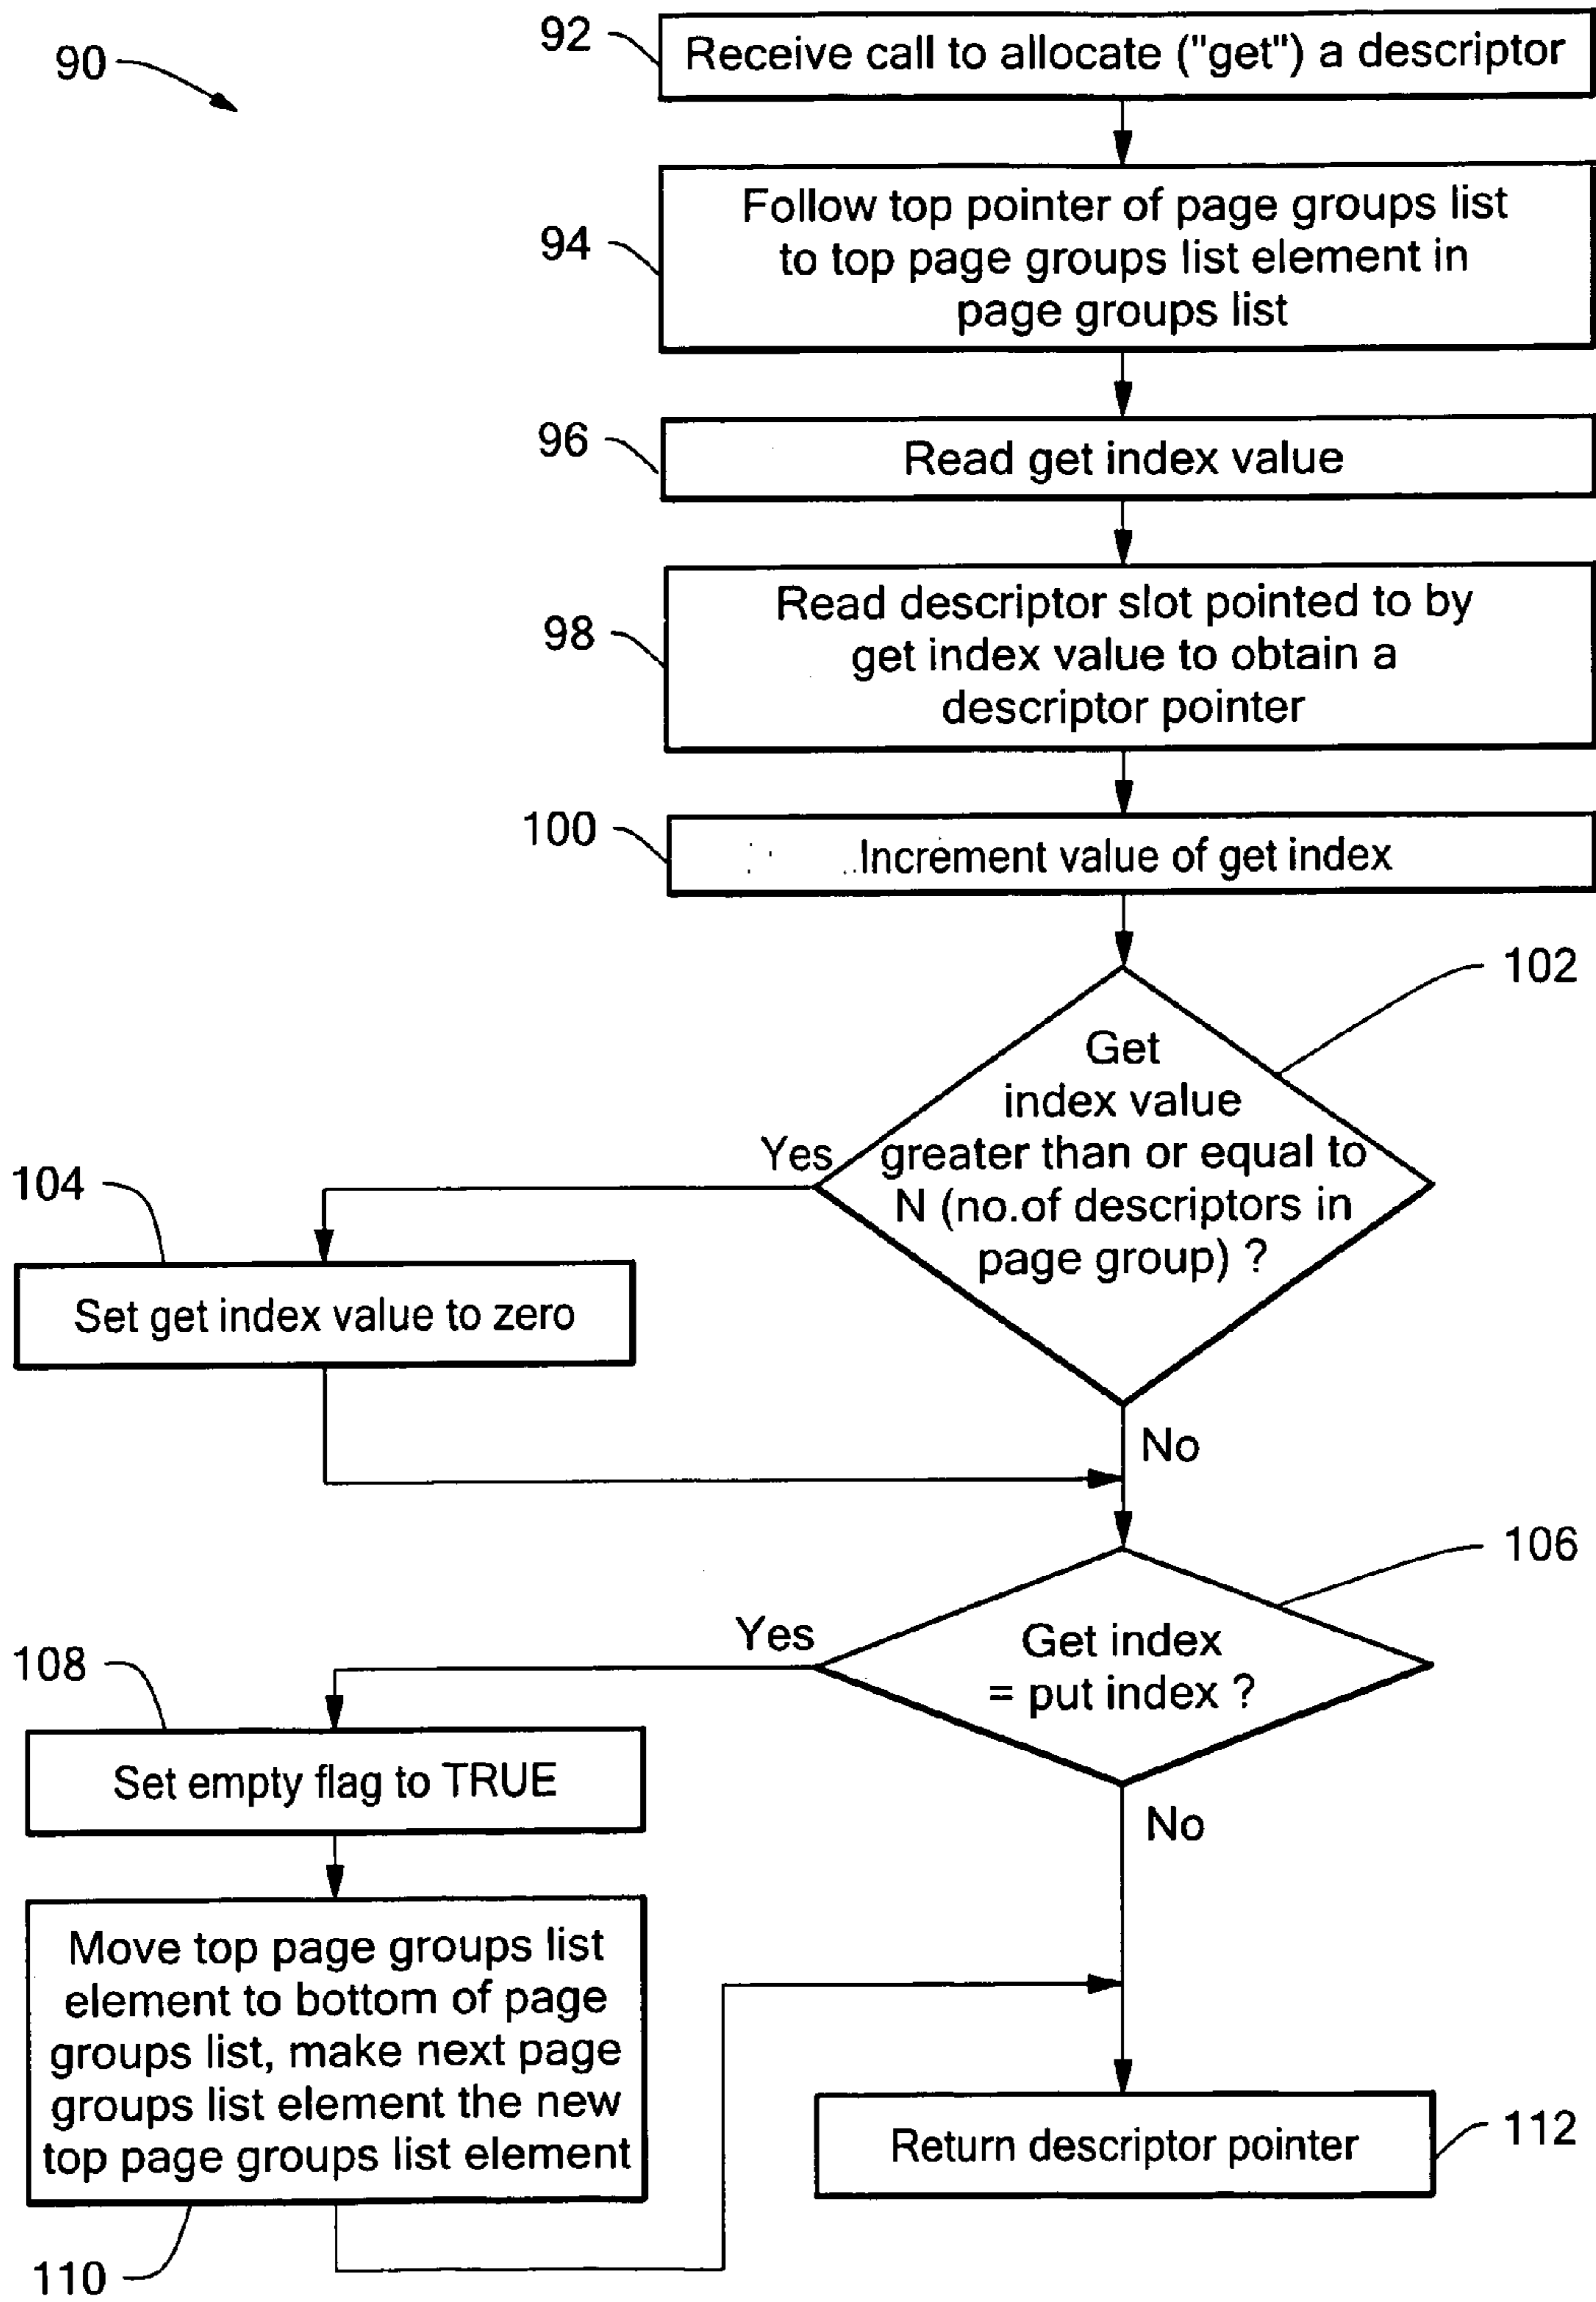 90
92
Receive call to allocate ("get") a descriptor
94
Follow top pointer of page groups list
to top page groups list element in
page groups list
96
Read get index value
98
Read descriptor slot pointed to by
get index value to obtain a
descriptor pointer
100
Increment value of get index
102
Get
index value
greater than or equal to
N (no.of descriptors in
page group) ?
Yes
104
Set get index value to zero
No
106
Get index
= put index ?
Yes
108
Set empty flag to TRUE
No
Move top page groups list
element to bottom of page
groups list, make next page
groups list element the new
top page groups list element
110
Return descriptor pointer
112